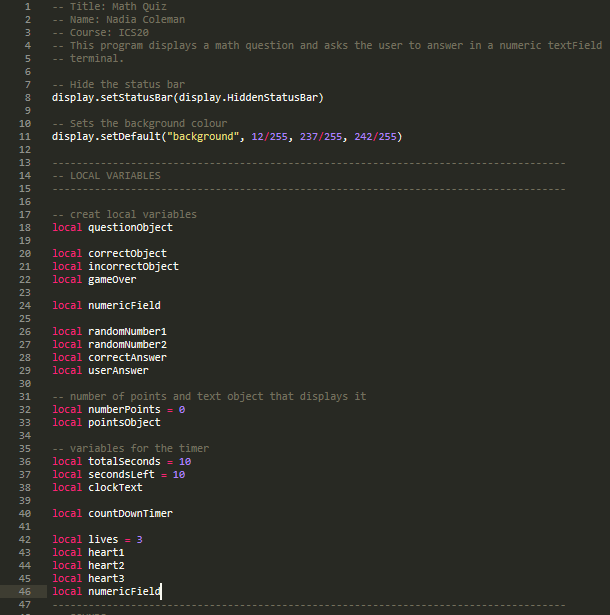 1 -- Title: Math Quiz
2 -- Name: Nadia Coleman
3 -- Course: ICS20
4 -- This program displays a math question and asks the user to answer in a numeric textField
5 -- terminal.
6
7 -- Hide the status bar
8 display.setStatusBar(display.HiddenStatusBar)
9
10 -- Sets the background colour
11 display.setDefault("background", 12/255, 237/255, 242/255)
12
13 --------------------------------------------------------------------------------------
14 -- LOCAL VARIABLES
15 --------------------------------------------------------------------------------------
16
17 -- creat local variables
18 local questionObject
19
20 local correctObject
21 local incorrectObject
22 local gameOver
23
24 local numericField
25
26 local randomNumber1
27 local randomNumber2
28 local correctAnswer
29 local userAnswer
30
31 -- number of points and text object that displays it
32 local numberPoints = 0
33 local pointsObject
34
35 -- variables for the timer
36 local totalSeconds = 10
37 local secondsLeft = 10
38 local clockText
39
40 local countDownTimer
41
42 local lives = 3
43 local heart1
44 local heart2
45 local heart3
46 local numericField
47 --------------------------------------------------------------------------------------